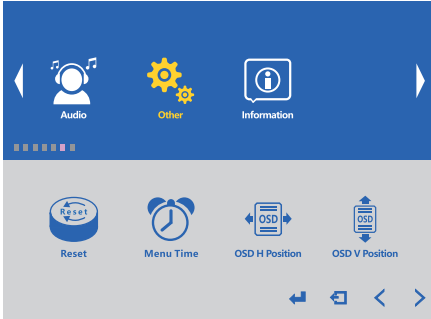 Audio Other Information
Reset
OSD OSD
Reset Menu Time OSD H Position OSD V Position